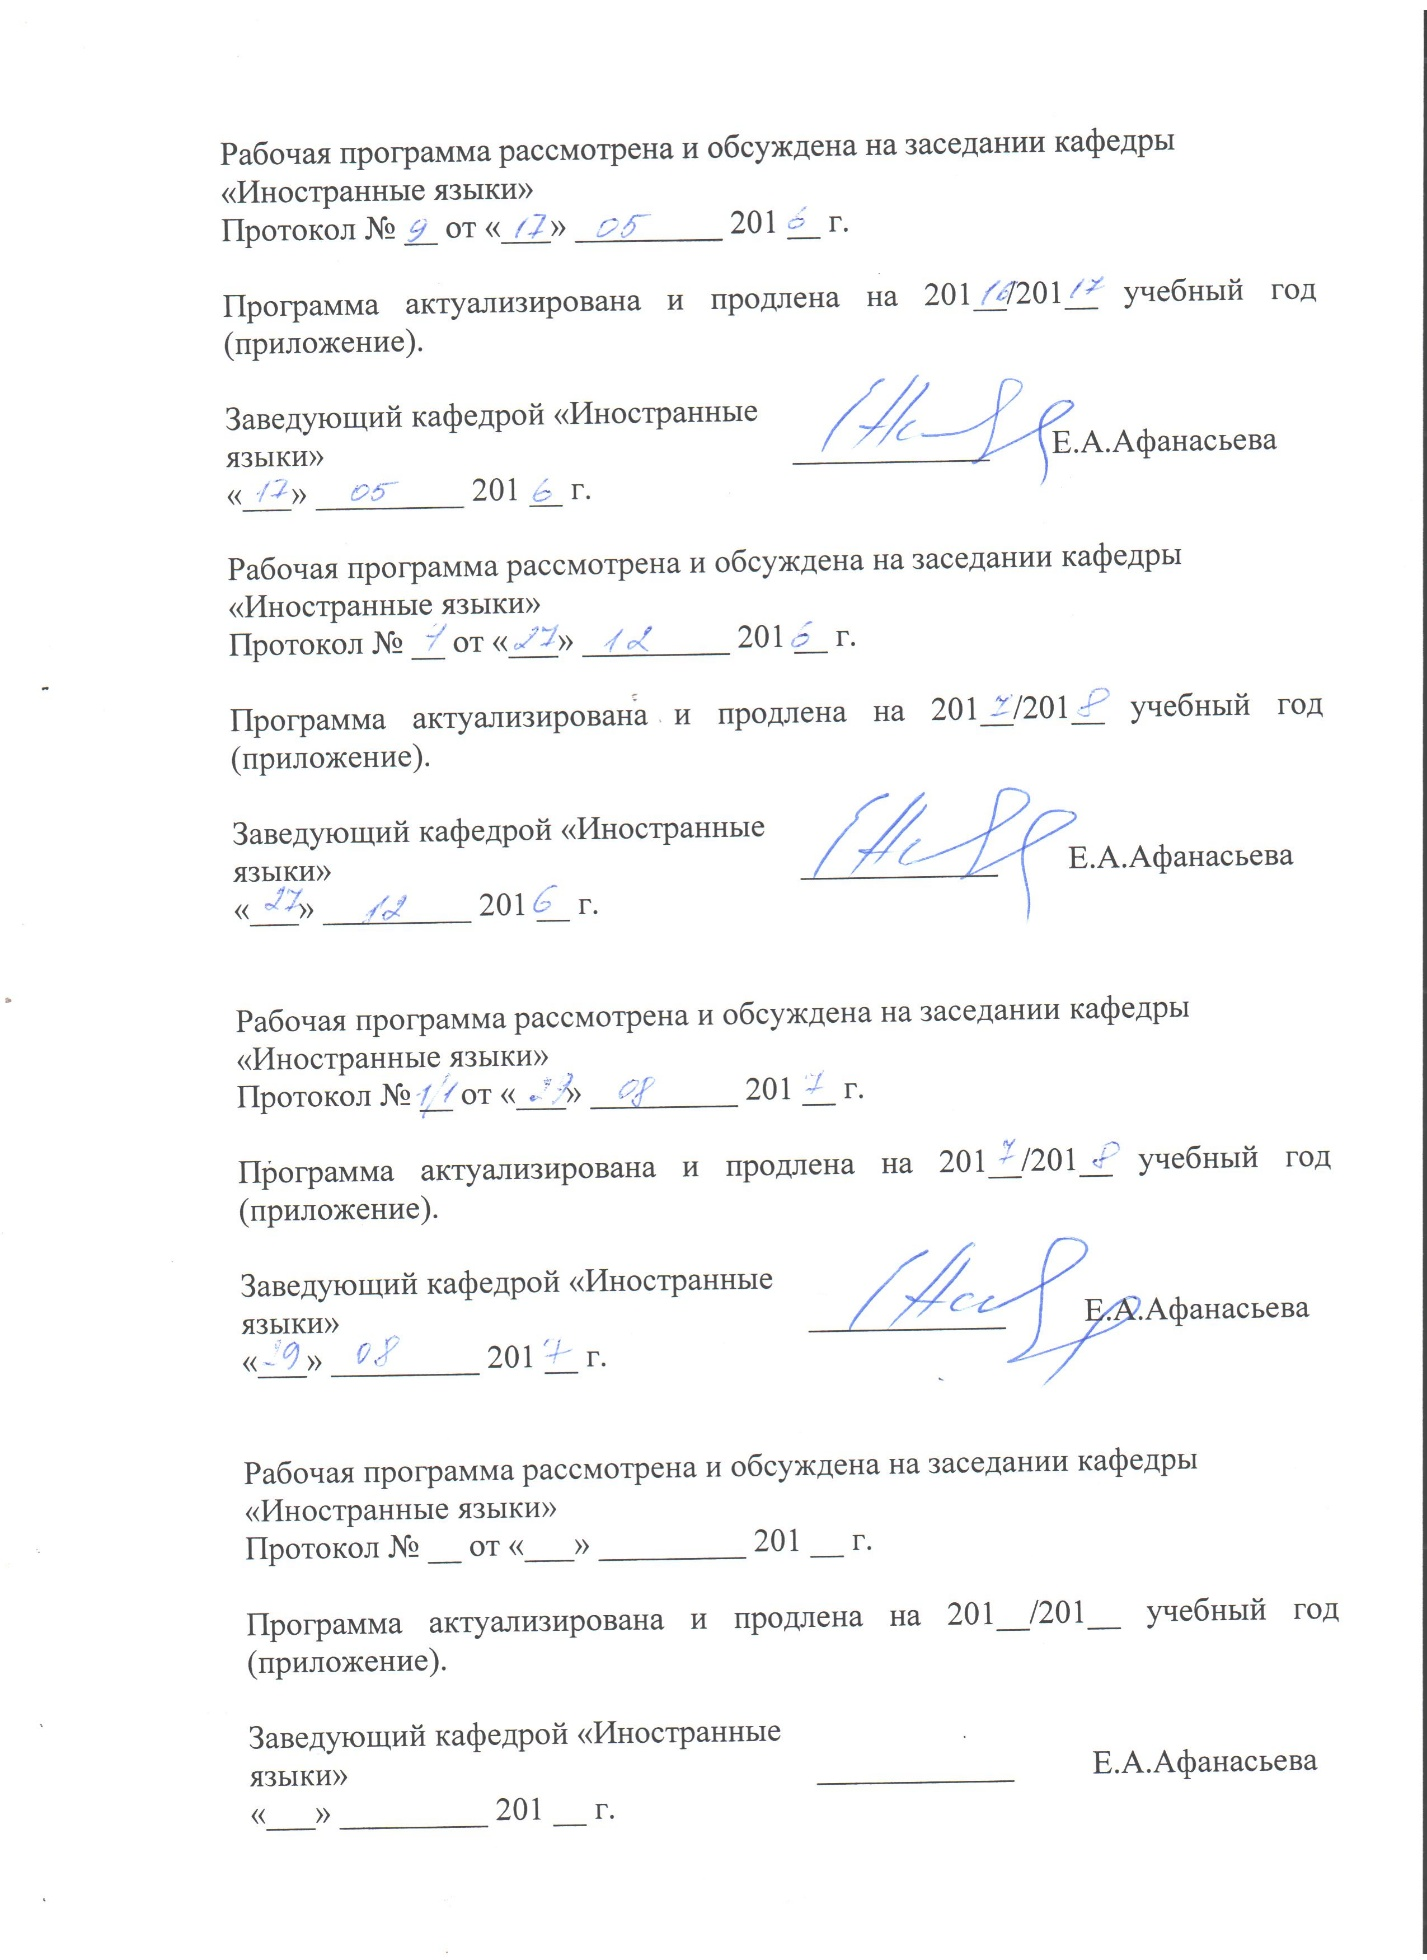 Рабочая программа рассмотрена и обсуждена на заседании кафедры
«Иностранные языки»
Протокол № 9 от «17» 05 2016 г.
Программа актуализирована и продлена на 20116/20117 учебный год
(приложение).
Заведующий кафедрой «Иностранные
языки» Е.А.Афанасьева
«17» 05 2016 г.
Рабочая программа рассмотрена и обсуждена на заседании кафедры
«Иностранные языки»
Протокол № 7 от «27» 12 2016 г.
Программа актуализирована и продлена на 2017/2018 учебный год
(приложение).
Заведующий кафедрой «Иностранные
языки» Е.А.Афанасьева
«27» 12 2016 г.
Рабочая программа рассмотрена и обсуждена на заседании кафедры
«Иностранные языки»
Протокол № 1/1 от «29» 08 2017 г.
Программа актуализирована и продлена на 2017/2018 учебный год
(приложение).
Заведующий кафедрой «Иностранные
языки» Е.А.Афанасьева
«29» 08 2017 г.
Рабочая программа рассмотрена и обсуждена на заседании кафедры
«Иностранные языки»
Протокол № __ от «___» _________ 201 __ г.
Программа актуализирована и продлена на 201__/201__ учебный год
(приложение).
Заведующий кафедрой «Иностранные
языки» ____________ Е.А.Афанасьева
«___» _________ 201 __ г.